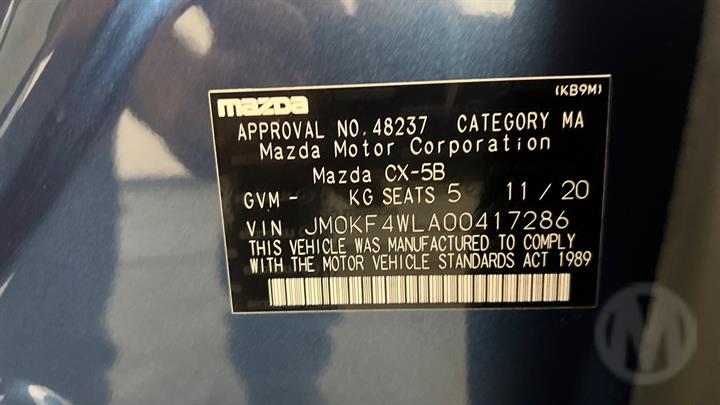 (KB9M)
mazda
APPROVAL NO. 48237 CATEGORY MA
Mazda Motor Corporation
Mazda CX-5B
GVM - KG SEATS 5 11 / 20
VIN JM0KF4WLA00417286
THIS VEHICLE WAS MANUFACTURED TO COMPLY
WITH THE MOTOR VEHICLE STANDARDS ACT 1989
M